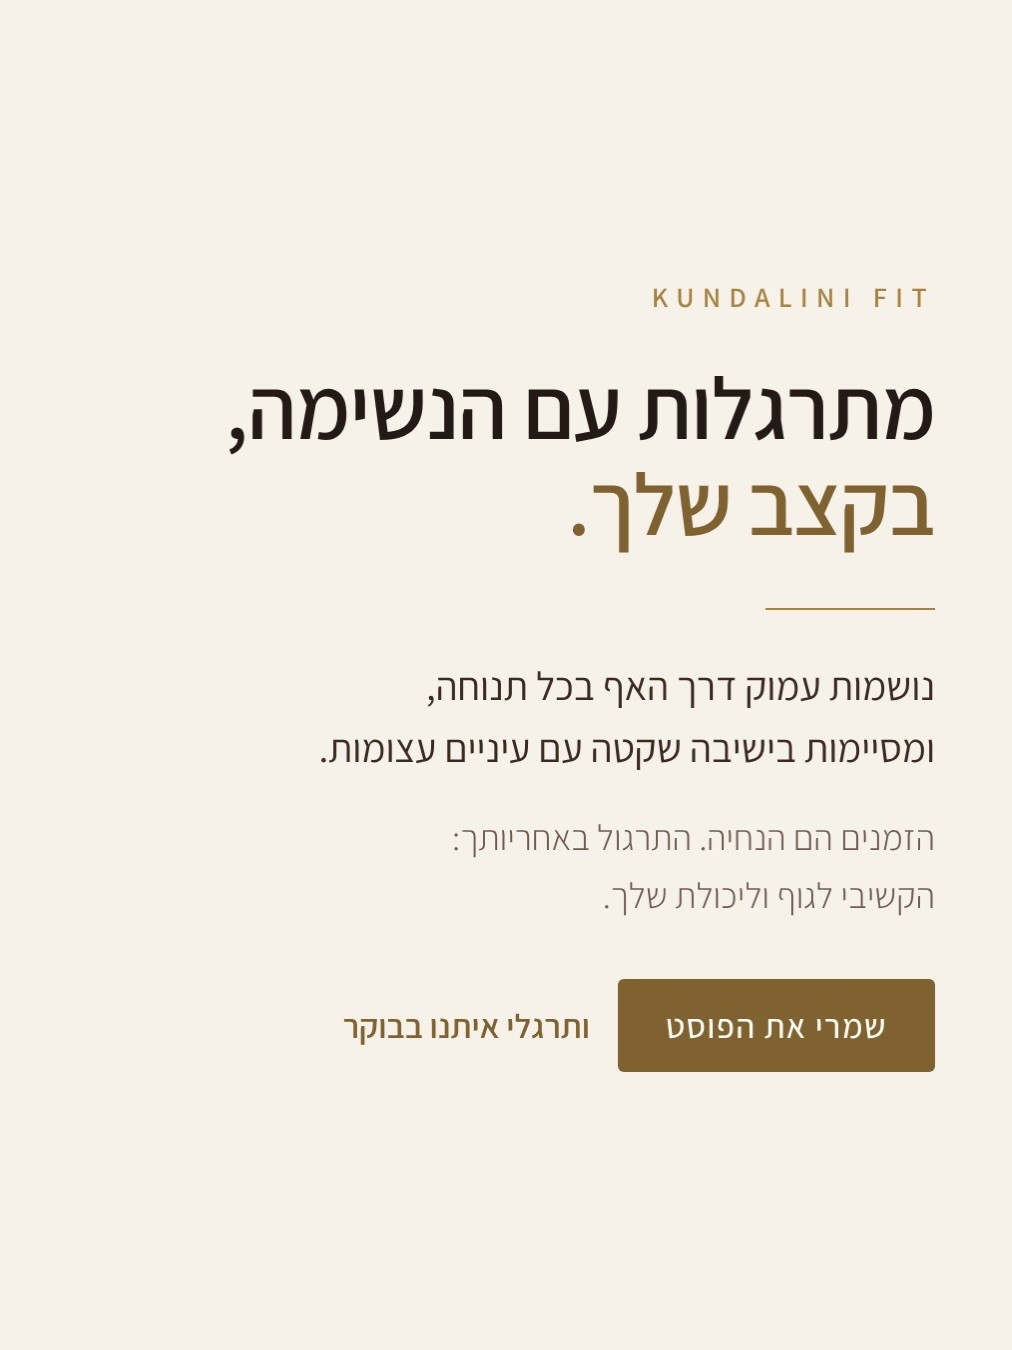 KUNDALINI FIT
מתרגלות עם הנשימה,
בקצב שלך.
נושמות עמוק דרך האף בכל תנוחה,
ומסיימות בישיבה שקטה עם עיניים עצומות.
הזמנים הם הנחיה. התרגול באחריותך:
הקשיבי לגוף וליכולת שלך.
שמרי את הפוסט
ותרגלי איתנו בבוקר